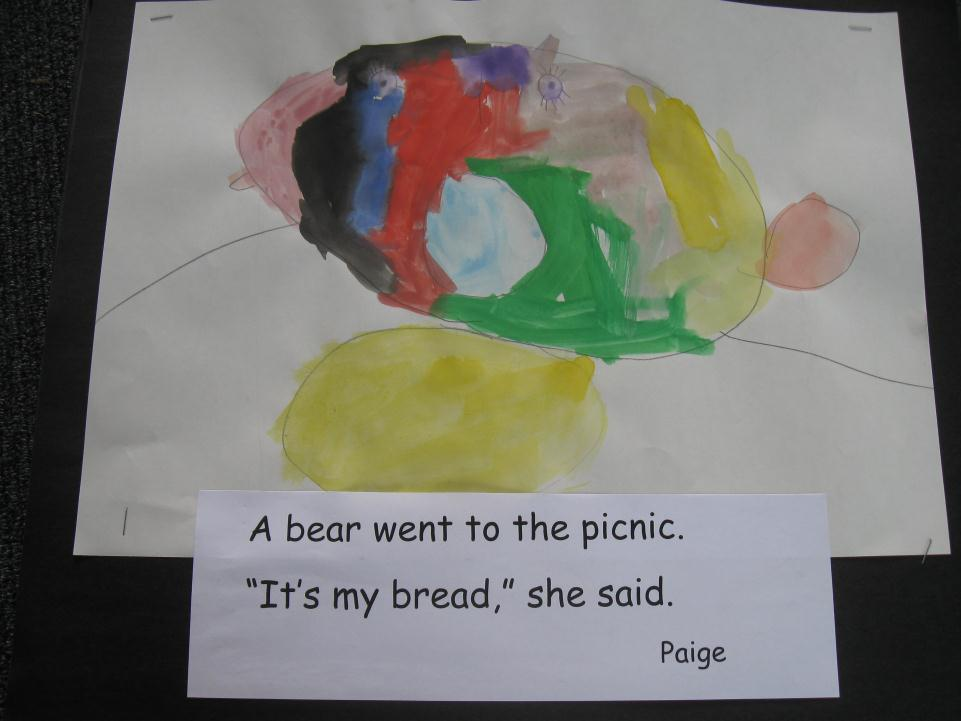 A bear went to the picnic.
“It’s my bread,” she said.
Paige